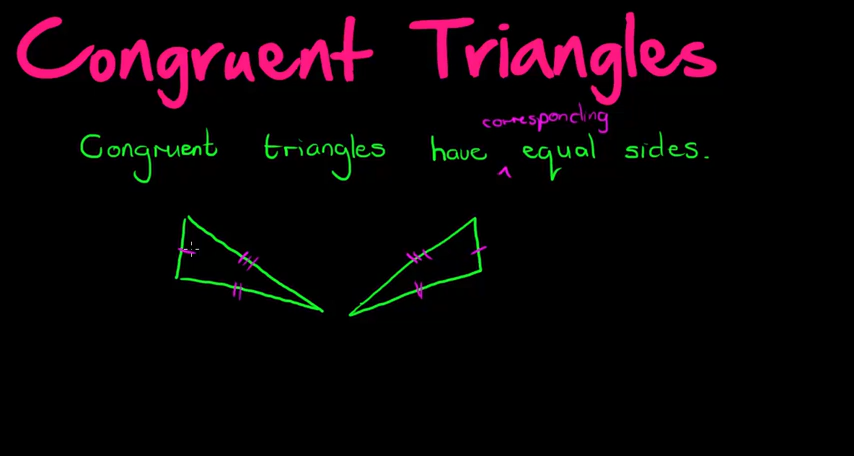 Congruent Triangles
corresponding
Congruent triangles have ^ equal sides.